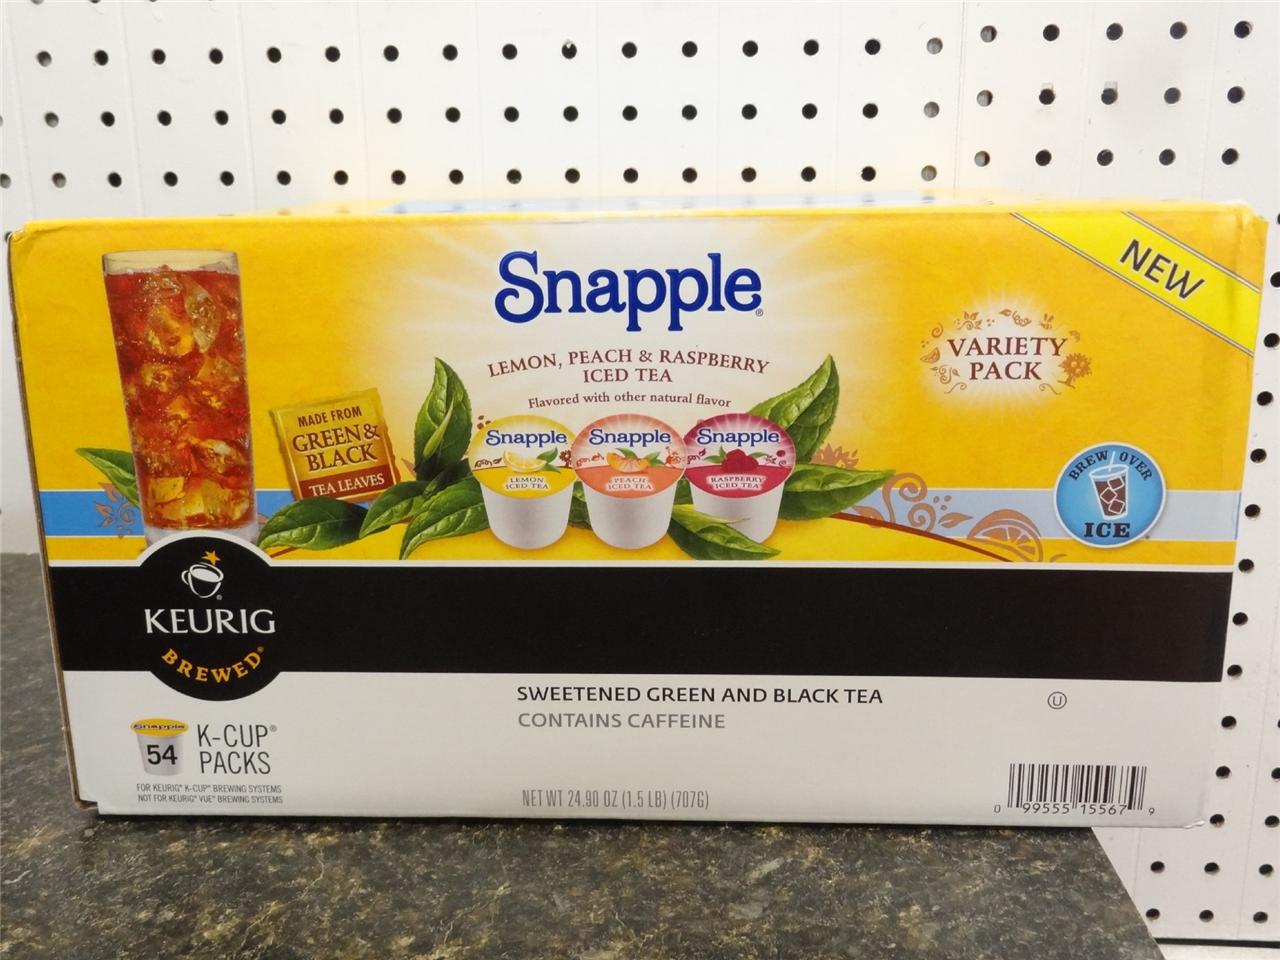 NEW
Snapple®
LEMON, PEACH & RASPBERRY
ICED TEA
Flavored with other natural flavor
VARIETY
PACK
MADE FROM
GREEN &
BLACK
TEA LEAVES
Snapple
LEMON
ICED TEA
Snapple
PEACH
ICED TEA
Snapple
RASPBERRY
ICED TEA
BREW OVER
ICE
KEURIG
BREWED®
SWEETENED GREEN AND BLACK TEA
CONTAINS CAFFEINE
U
Snapple
54
K-CUP®
PACKS
FOR KEURIG® K-CUP® BREWING SYSTEMS
NOT FOR KEURIG® VUE® BREWING SYSTEMS
NET WT 24.90 OZ (1.5 LB) (707G)
0 99555 15567 9